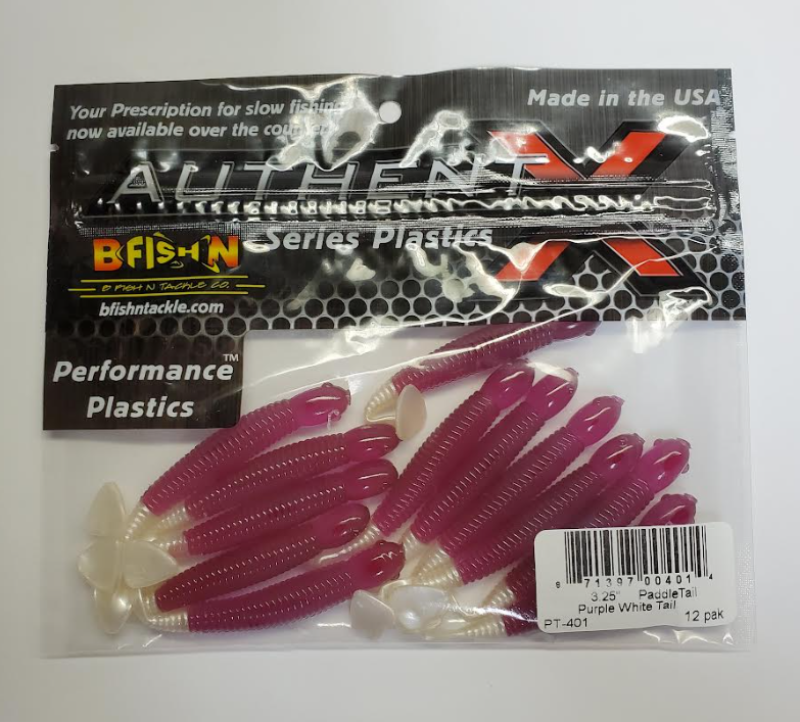 Your Prescription for slow fishing
now available over the counter
Made in the USA
AUTHENTX
BFISHN
Series Plastics
B FISH N TACKLE CO.
bfishntackle.com
Performance™
Plastics
8 71397 00401 4
3.25" PaddleTail
Purple White Tail
PT-401 12 pak